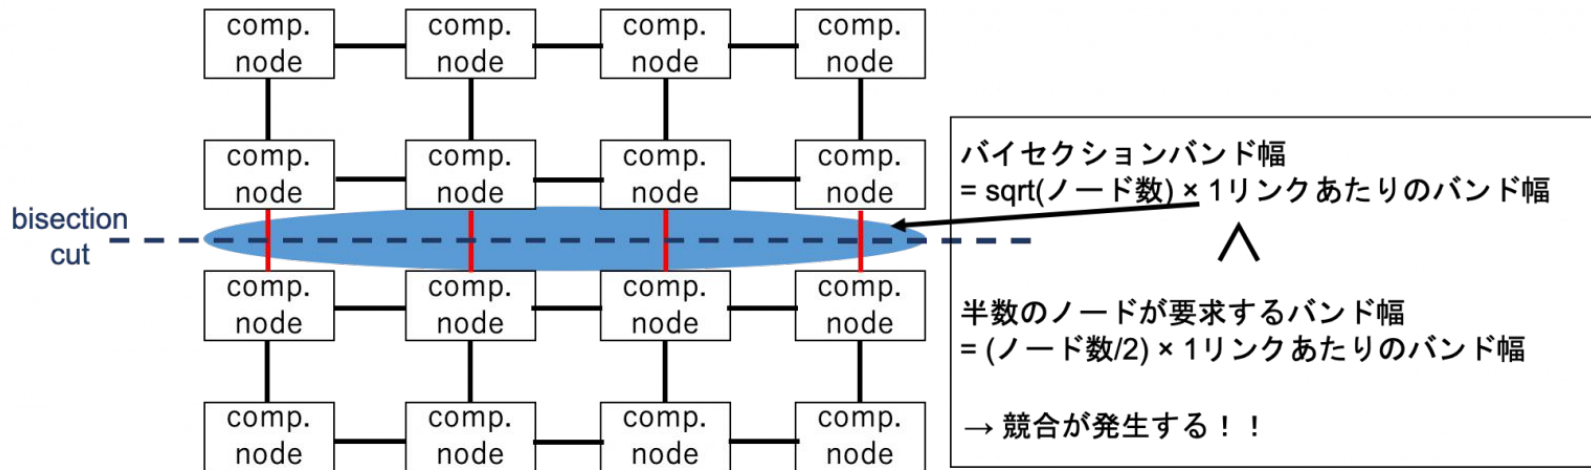 comp.
node
comp.
node
comp.
node
comp.
node
comp.
node
comp.
node
comp.
node
comp.
node
bisection
cut
comp.
node
comp.
node
comp.
node
comp.
node
comp.
node
comp.
node
comp.
node
comp.
node
バイセクションバンド幅
= sqrt(ノード数) × 1リンクあたりのバンド幅
∧
半数のノードが要求するバンド幅
= (ノード数/2) × 1リンクあたりのバンド幅
→ 競合が発生する！！